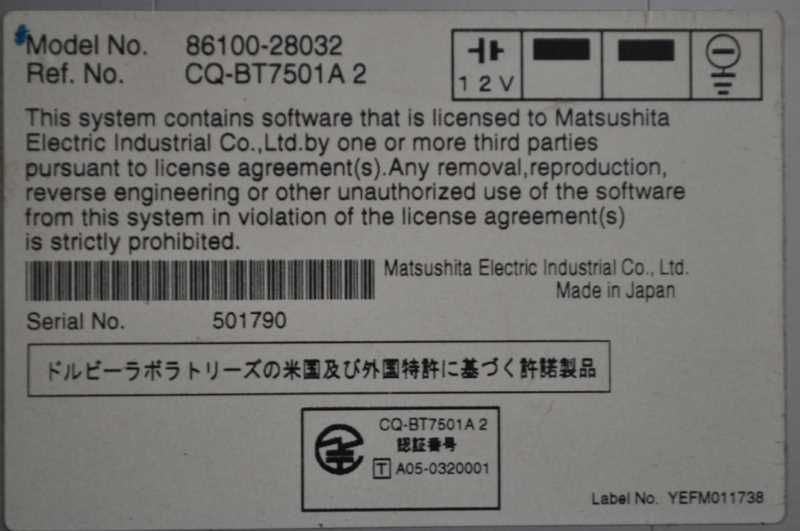 Model No. 86100-28032
Ref. No. CQ-BT7501A 2
12V
This system contains software that is licensed to Matsushita
Electric Industrial Co.,Ltd.by one or more third parties
pursuant to license agreement(s).Any removal,reproduction,
reverse engineering or other unauthorized use of the software
from this system in violation of the license agreement(s)
is strictly prohibited.
Matsushita Electric Industrial Co., Ltd.
Made in Japan
Serial No. 501790
ドルビーラボラトリーズの米国及び外国特許に基づく許諾製品
CQ-BT7501A 2
認証番号
T A05-0320001
Label No. YEFM011738